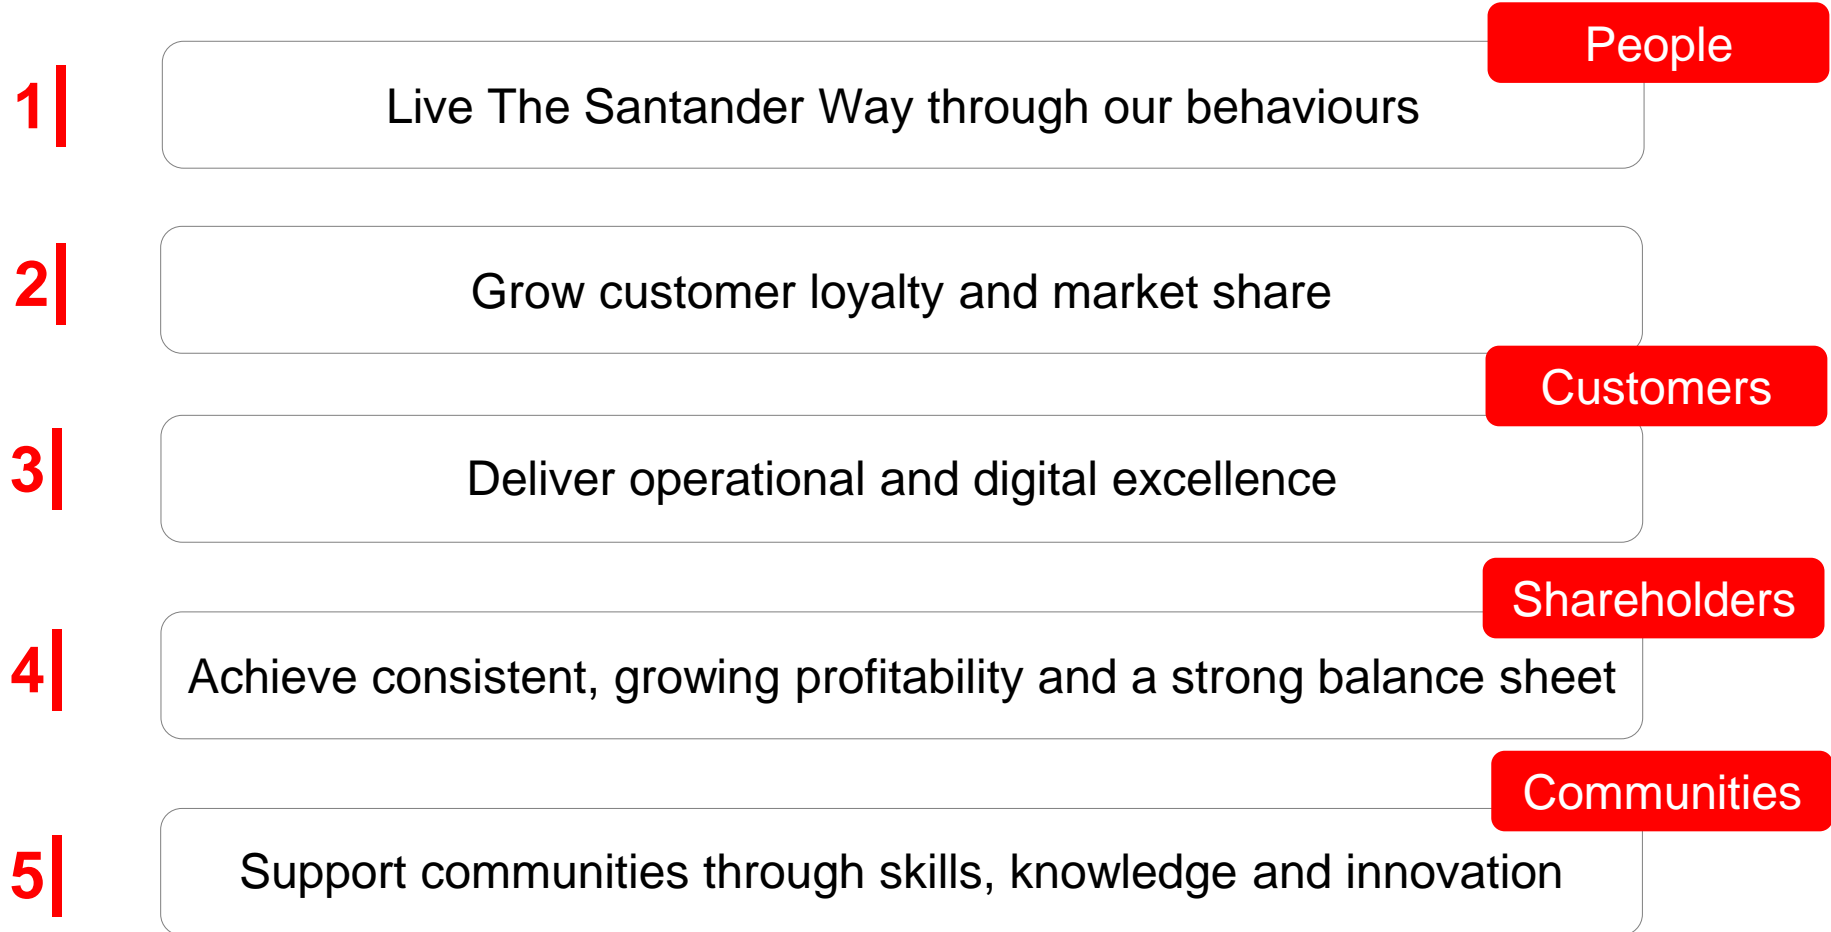 People
1
Live The Santander Way through our behaviours
2
Grow customer loyalty and market share
Customers
3
Deliver operational and digital excellence
Shareholders
4
Achieve consistent, growing profitability and a strong balance sheet
Communities
5
Support communities through skills, knowledge and innovation